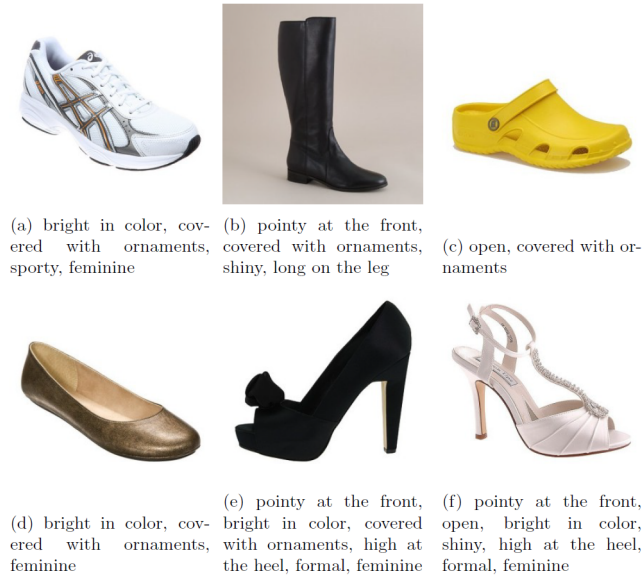 (a) bright in color, cov-
ered with ornaments,
sporty, feminine
(b) pointy at the front,
covered with ornaments,
shiny, long on the leg
(c) open, covered with or-
naments
(d) bright in color, cov-
ered with ornaments,
feminine
(e) pointy at the front,
bright in color, covered
with ornaments, high at
the heel, formal, feminine
(f) pointy at the front,
open, bright in color,
shiny, high at the heel,
formal, feminine